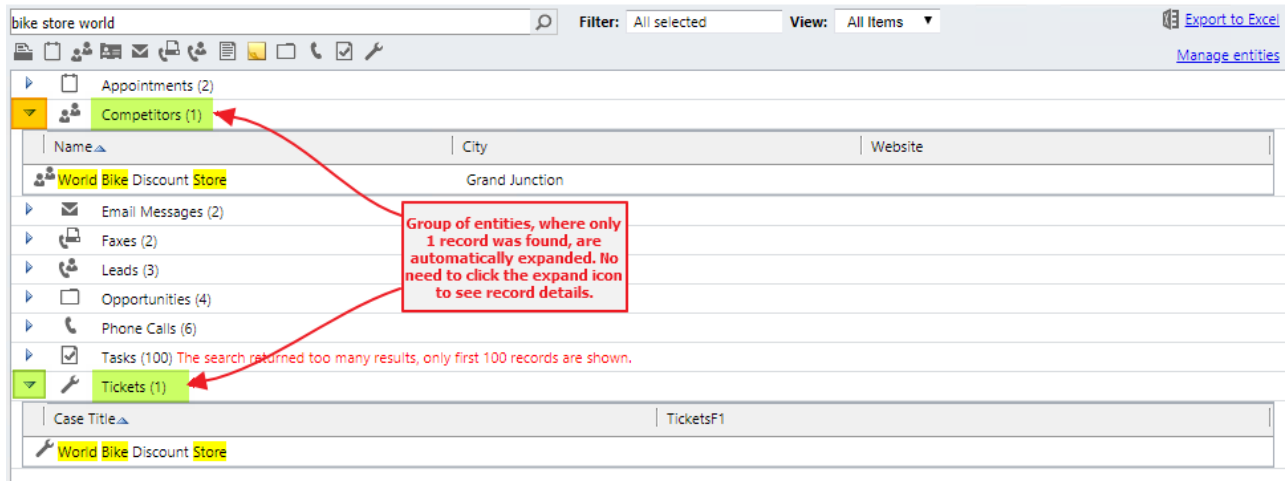 bike store world
Filter: All selected View: All Items
Export to Excel
Manage entities
Appointments (2)
Competitors (1)
Name City Website
World Bike Discount Store Grand Junction
Email Messages (2)
Faxes (2)
Leads (3)
Opportunities (4)
Phone Calls (6)
Group of entities, where only
1 record was found, are
automatically expanded. No
need to click the expand icon
to see record details.
Tasks (100) The search returned too many results, only first 100 records are shown.
Tickets (1)
Case Title TicketsF1
World Bike Discount Store